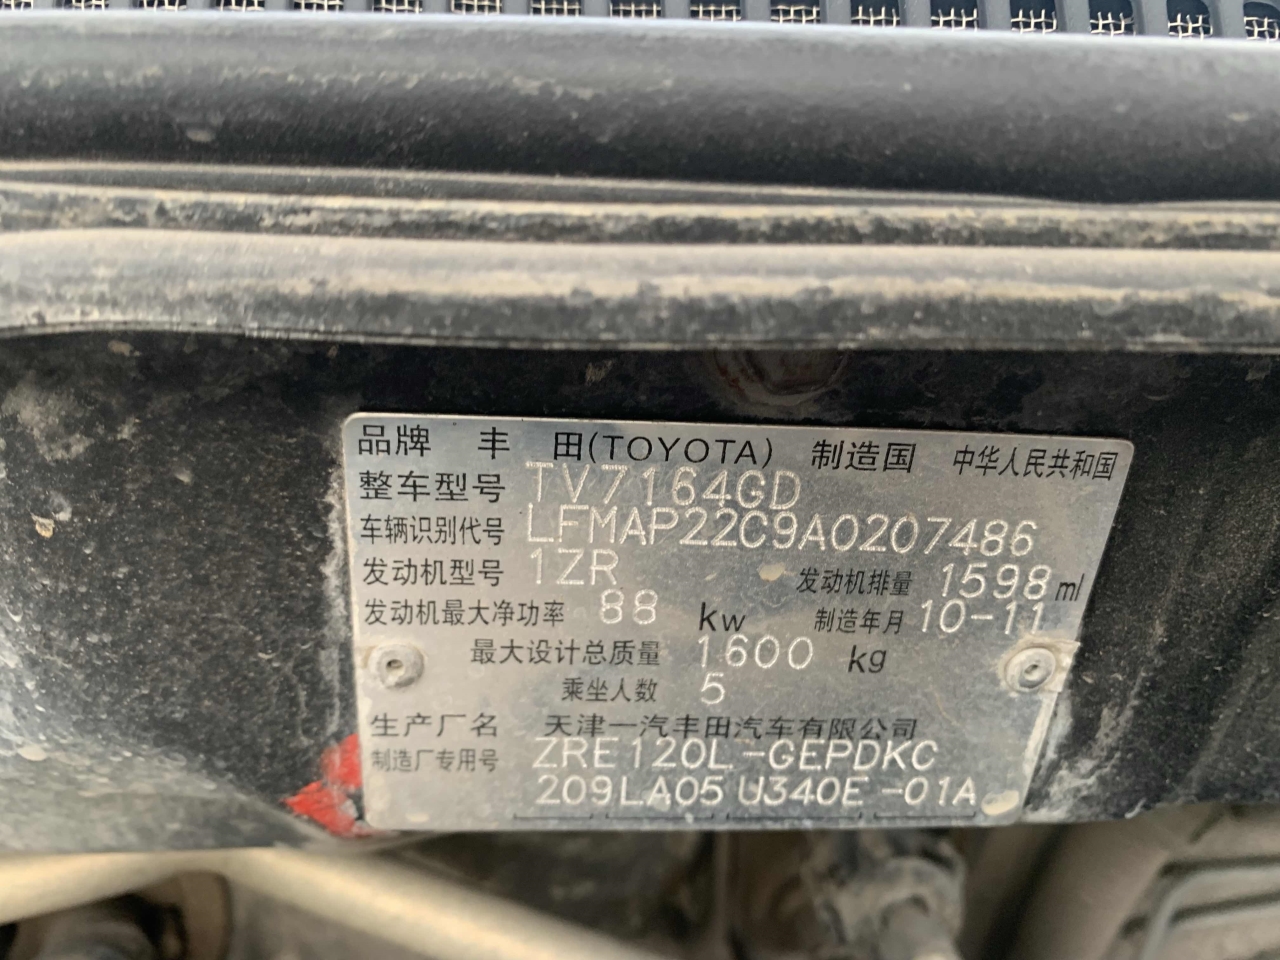 品牌 丰 田(TOYOTA) 制造国 中华人民共和国
整车型号 TV7164GD
车辆识别代号 LFMAP22C9A0207486
发动机型号 1ZR 发动机排量 1598 ml
发动机最大净功率 88 kw 制造年月 10-11
最大设计总质量 1600 kg
乘坐人数 5
生产厂名 天津一汽丰田汽车有限公司
制造厂专用号 ZRE120L-GEPDKC
209LA05 U340E -01A